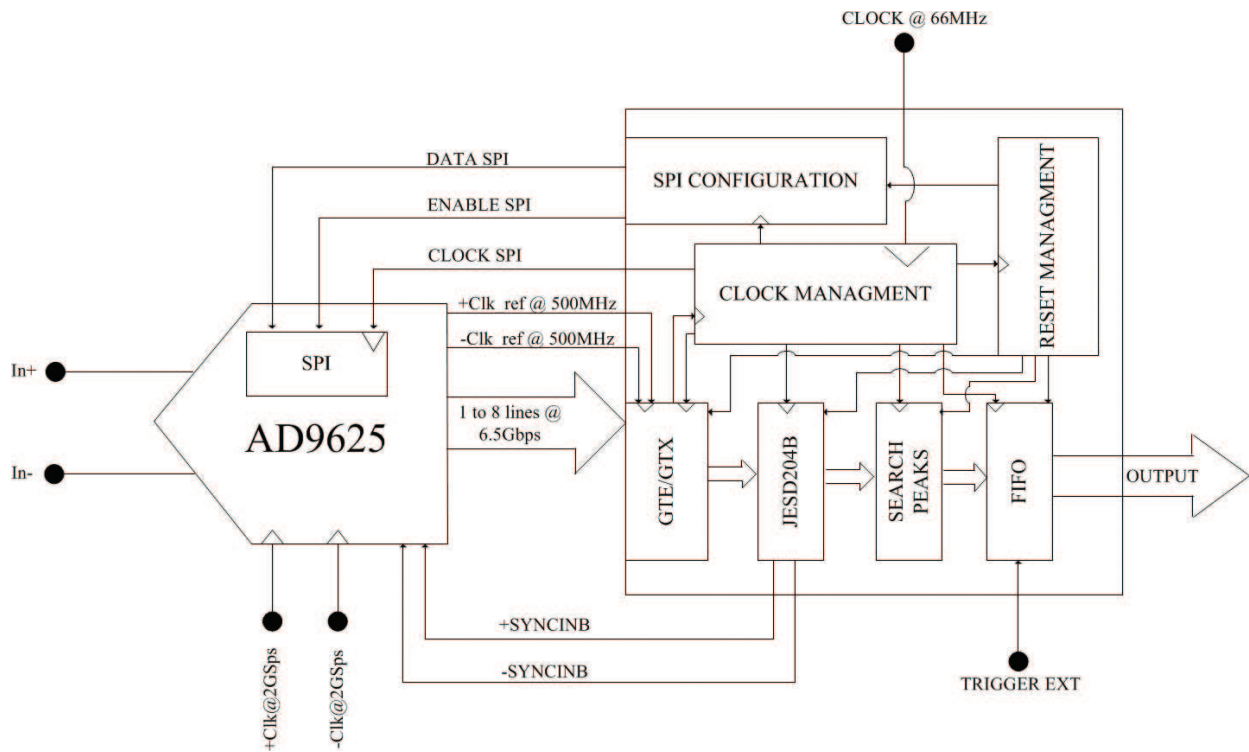 CLOCK @ 66MHz
DATA SPI
SPI CONFIGURATION
ENABLE SPI
CLOCK SPI
CLOCK MANAGMENT
RESET MANAGMENT
+Clk_ref @ 500MHz
-Clk_ref @ 500MHz
SPI
In+
AD9625
1 to 8 lines @
6.5Gbps
In-
GTE/GTX
JESD204B
SEARCH
PEAKS
FIFO
OUTPUT
+SYNCINB
-SYNCINB
+Clk@2GSps
-Clk@2GSps
TRIGGER EXT